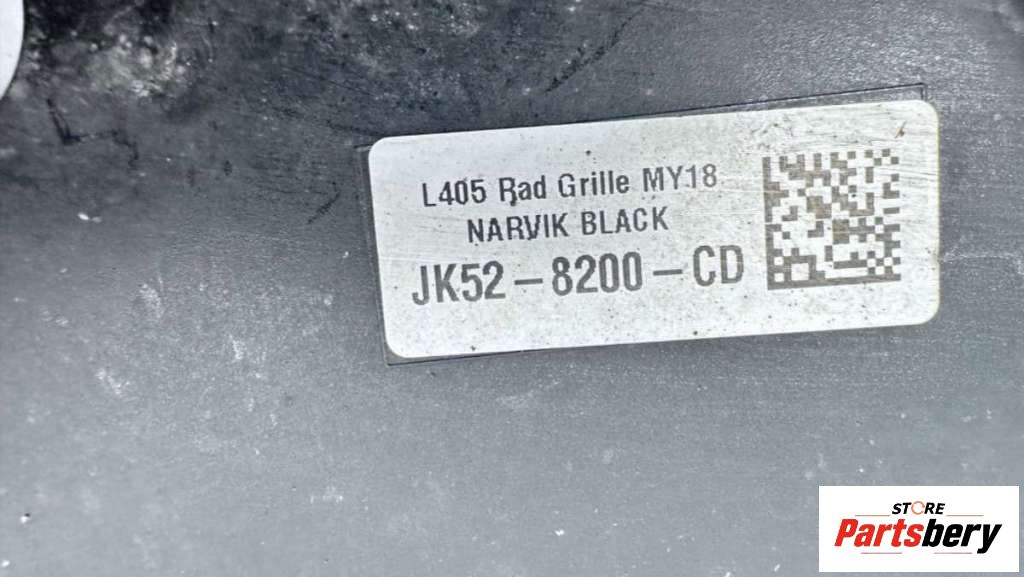 L405 Rad Grille MY18
NARVIK BLACK
JK52-8200-CD
STORE
Partsbery